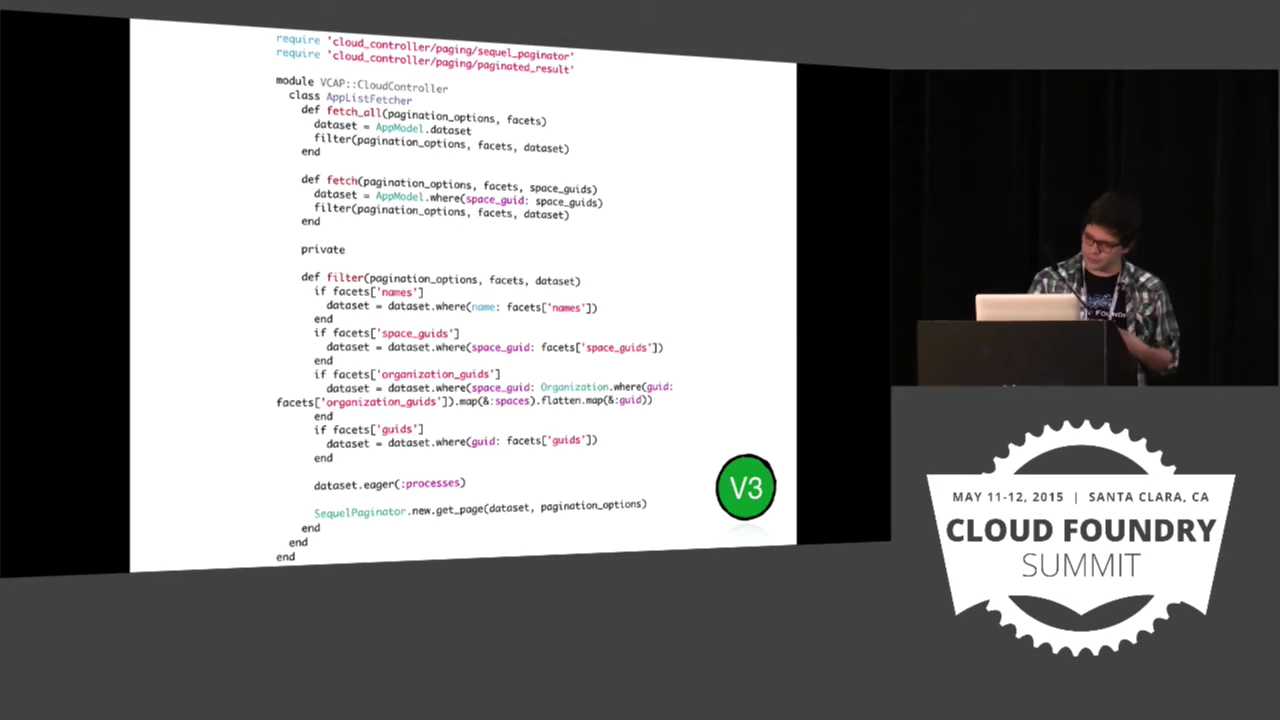 require 'cloud_controller/paging/sequel_paginator'
require 'cloud_controller/paging/paginated_result'
module VCAP::CloudController
class AppListFetcher
def fetch_all(pagination_options, facets)
dataset = AppModel.dataset
filter(pagination_options, facets, dataset)
end
def fetch(pagination_options, facets, space_guids)
dataset = AppModel.where(space_guid: space_guids)
filter(pagination_options, facets, dataset)
end
private
def filter(pagination_options, facets, dataset)
if facets['names']
dataset = dataset.where(name: facets['names'])
end
if facets['space_guids']
dataset = dataset.where(space_guid: facets['space_guids'])
end
if facets['organization_guids']
dataset = dataset.where(space_guid: Organization.where(guid:
facets['organization_guids']).map(&:spaces).flatten.map(&:guid))
end
if facets['guids']
dataset = dataset.where(guid: facets['guids'])
end
dataset.eager(:processes)
SequelPaginator.new.get_page(dataset, pagination_options)
end
end
end
V3
MAY 11-12, 2015 | SANTA CLARA, CA
CLOUD FOUNDRY
SUMMIT